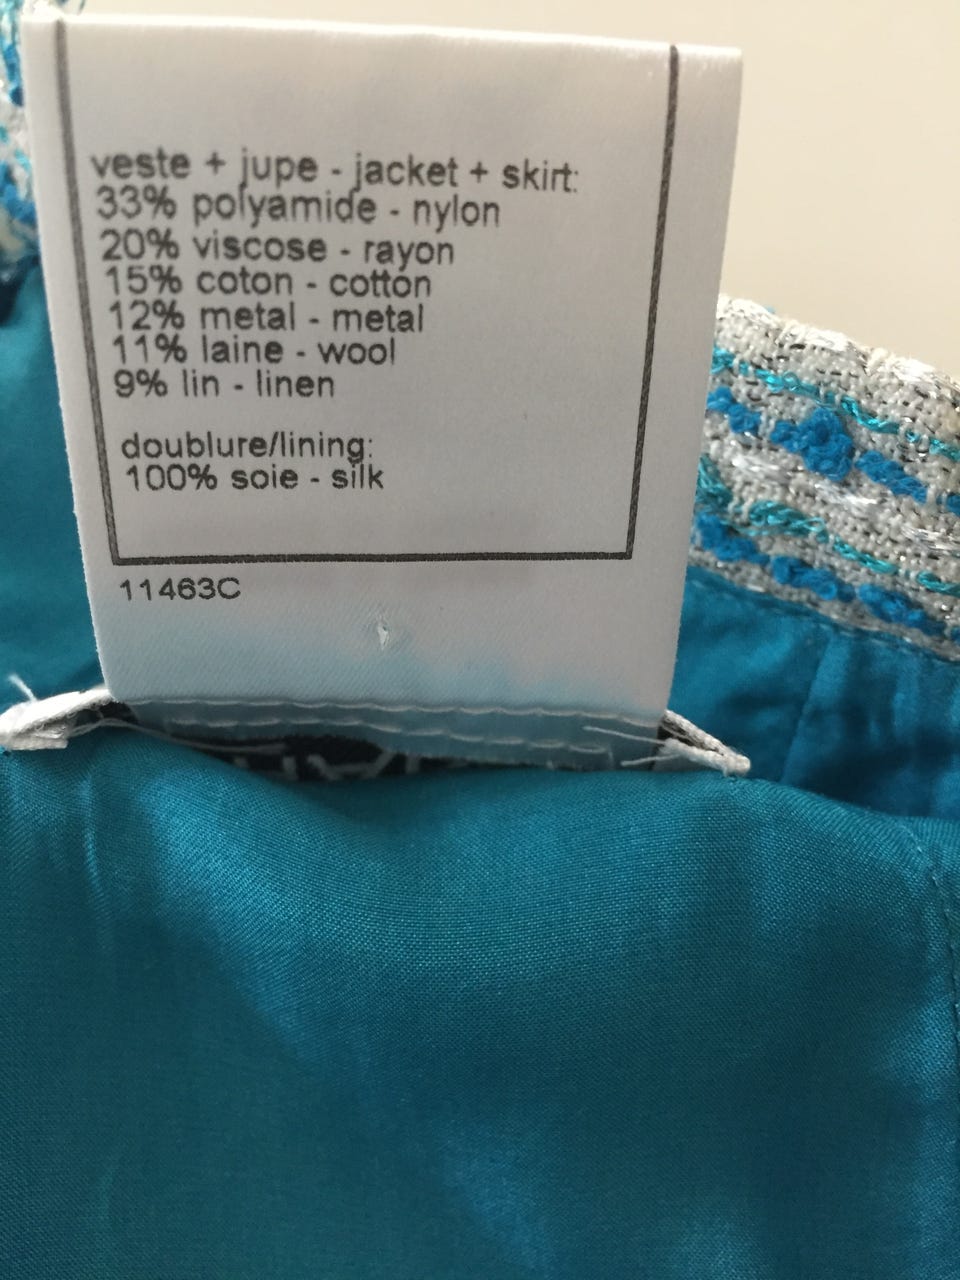 veste + jupe - jacket + skirt:
33% polyamide - nylon
20% viscose - rayon
15% coton - cotton
12% metal - metal
11% laine - wool
9% lin - linen
doublure/lining:
100% soie - silk
11463C